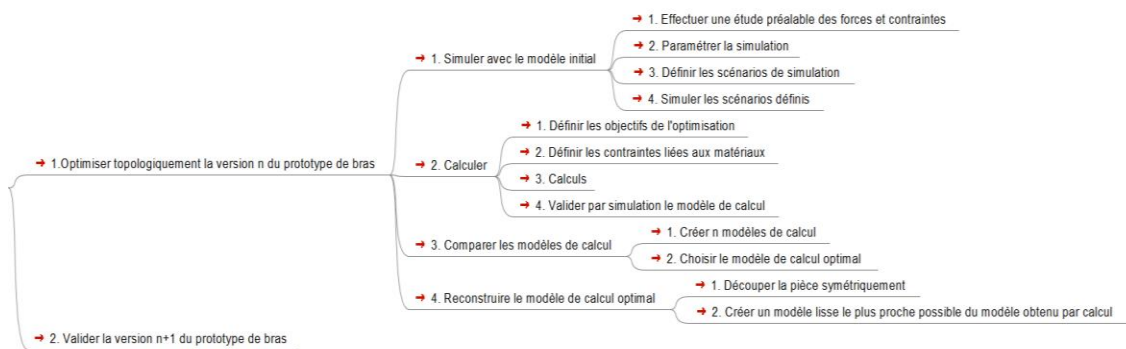 1.Optimiser topologiquement la version n du prototype de bras
1. Simuler avec le modèle initial
1. Effectuer une étude préalable des forces et contraintes
2. Paramétrer la simulation
3. Définir les scénarios de simulation
4. Simuler les scénarios définis
2. Calculer
1. Définir les objectifs de l'optimisation
2. Définir les contraintes liées aux matériaux
3. Calculs
4. Valider par simulation le modèle de calcul
3. Comparer les modèles de calcul
1. Créer n modèles de calcul
2. Choisir le modèle de calcul optimal
4. Reconstruire le modèle de calcul optimal
1. Découper la pièce symétriquement
2. Créer un modèle lisse le plus proche possible du modèle obtenu par calcul
2. Valider la version n+1 du prototype de bras